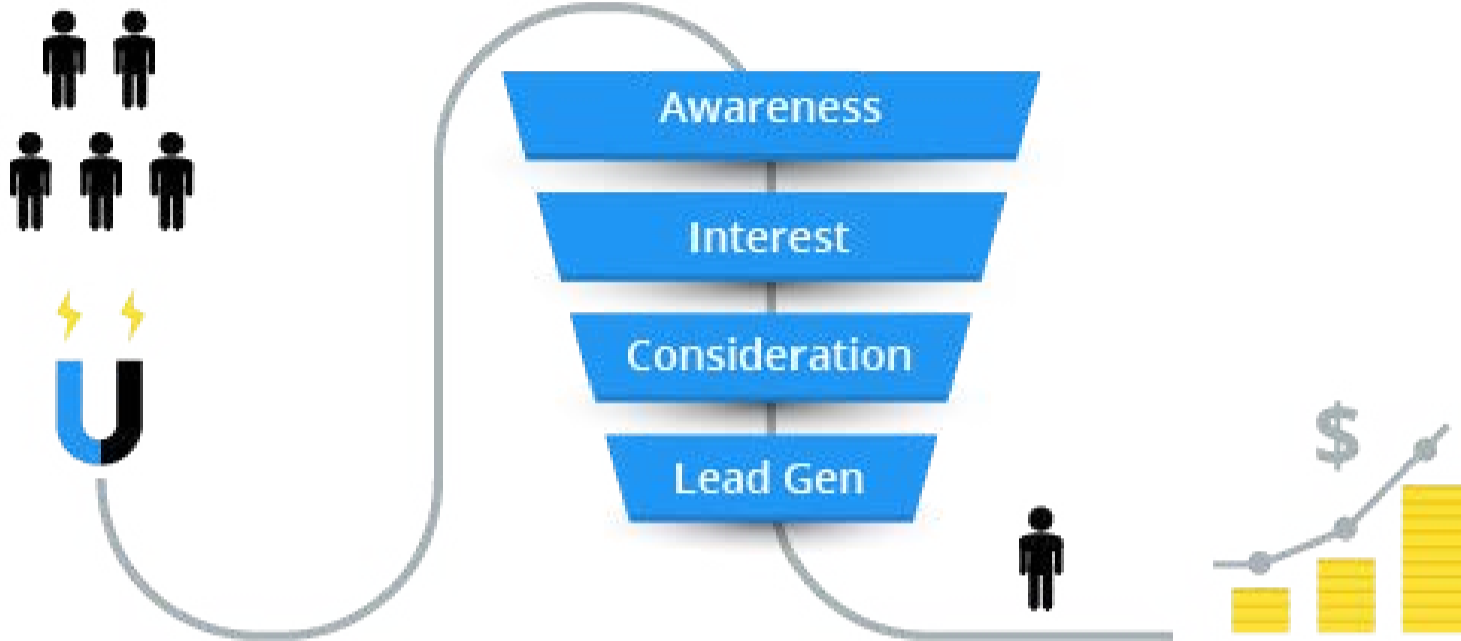 Awareness
Interest
Consideration
Lead Gen
$